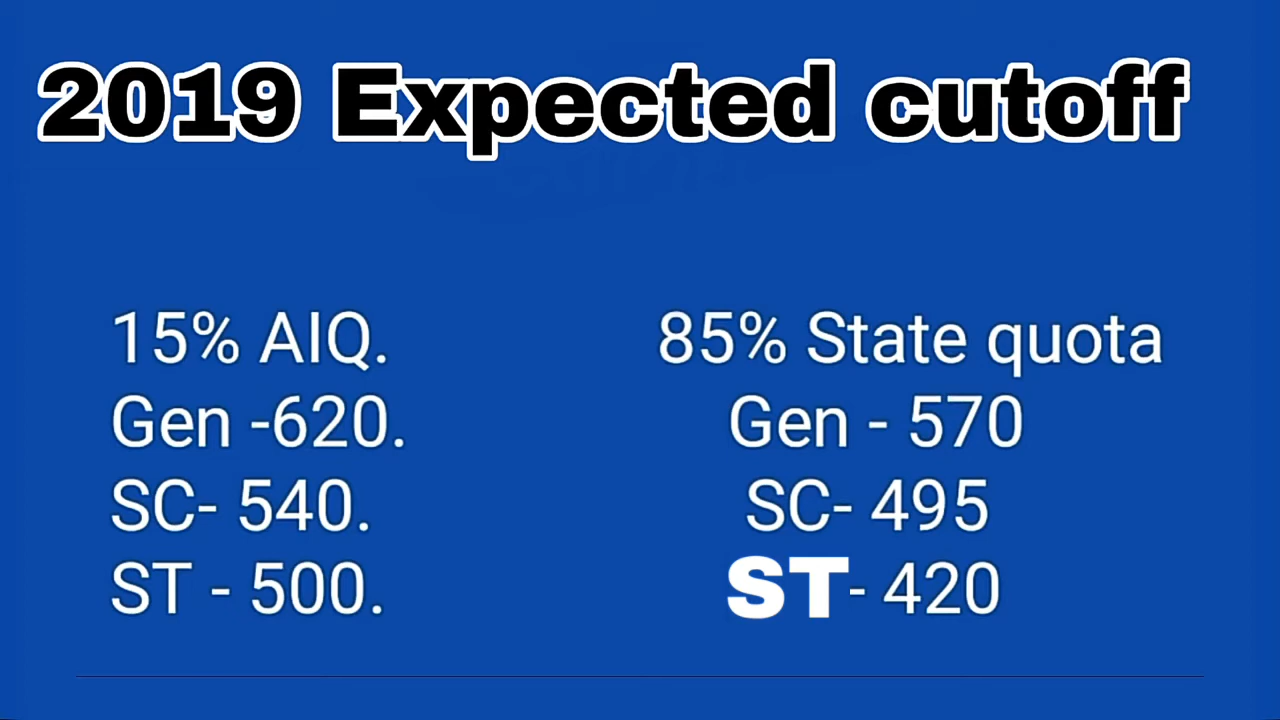 2019 Expected cutoff
15% AIQ. 85% State quota
Gen -620. Gen - 570
SC- 540. SC- 495
ST - 500. ST- 420